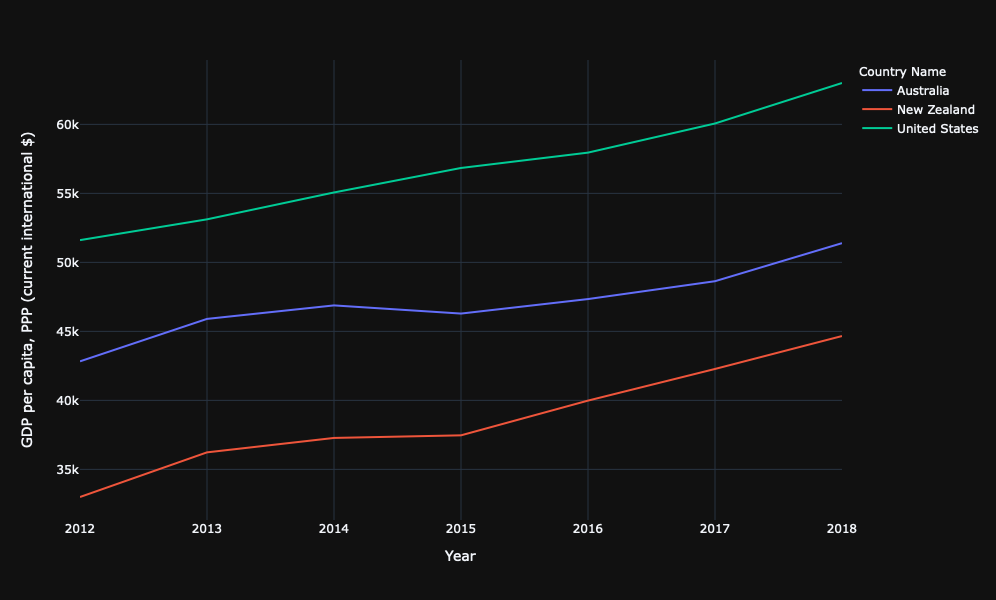 Country Name
Australia
New Zealand
United States
GDP per capita, PPP (current international $)
60k
55k
50k
45k
40k
35k
2012 2013 2014 2015 2016 2017 2018
Year